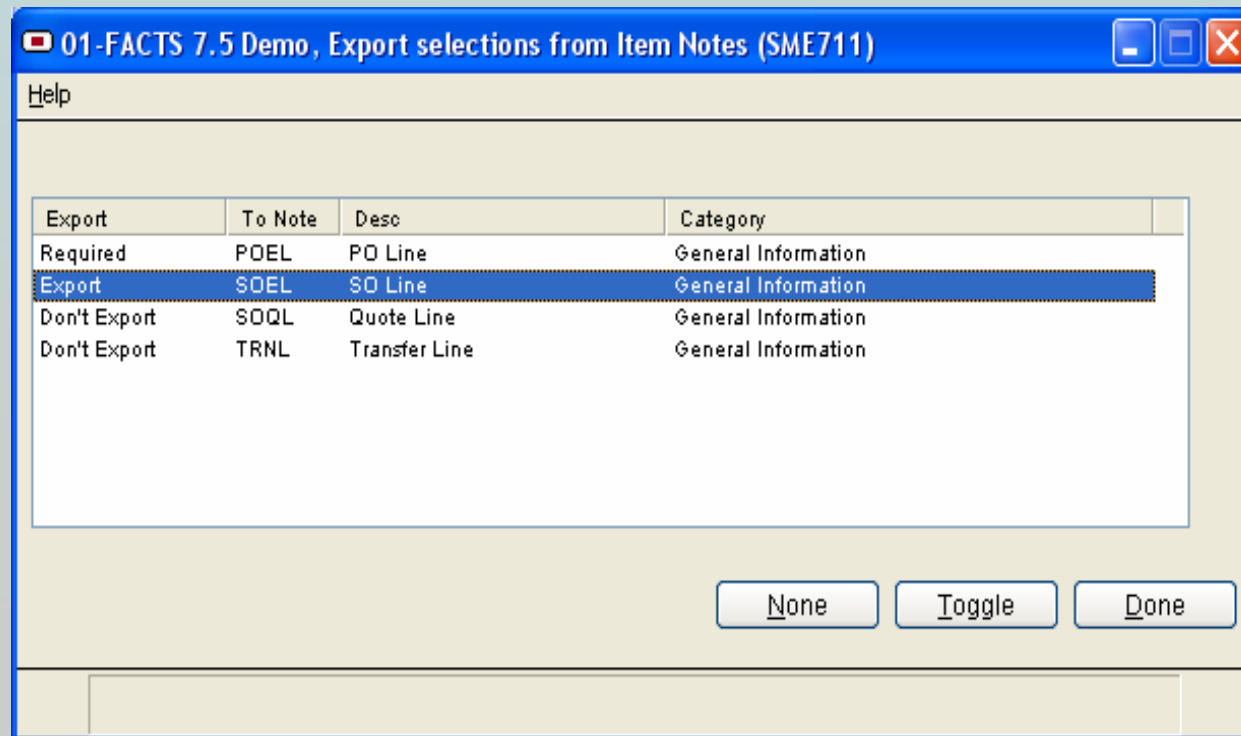 01-FACTS 7.5 Demo, Export selections from Item Notes (SME711)
Help
Export To Note Desc Category
Required POEL PO Line General Information
Export SOEL SO Line General Information
Don't Export SOQL Quote Line General Information
Don't Export TRNL Transfer Line General Information
None Toggle Done